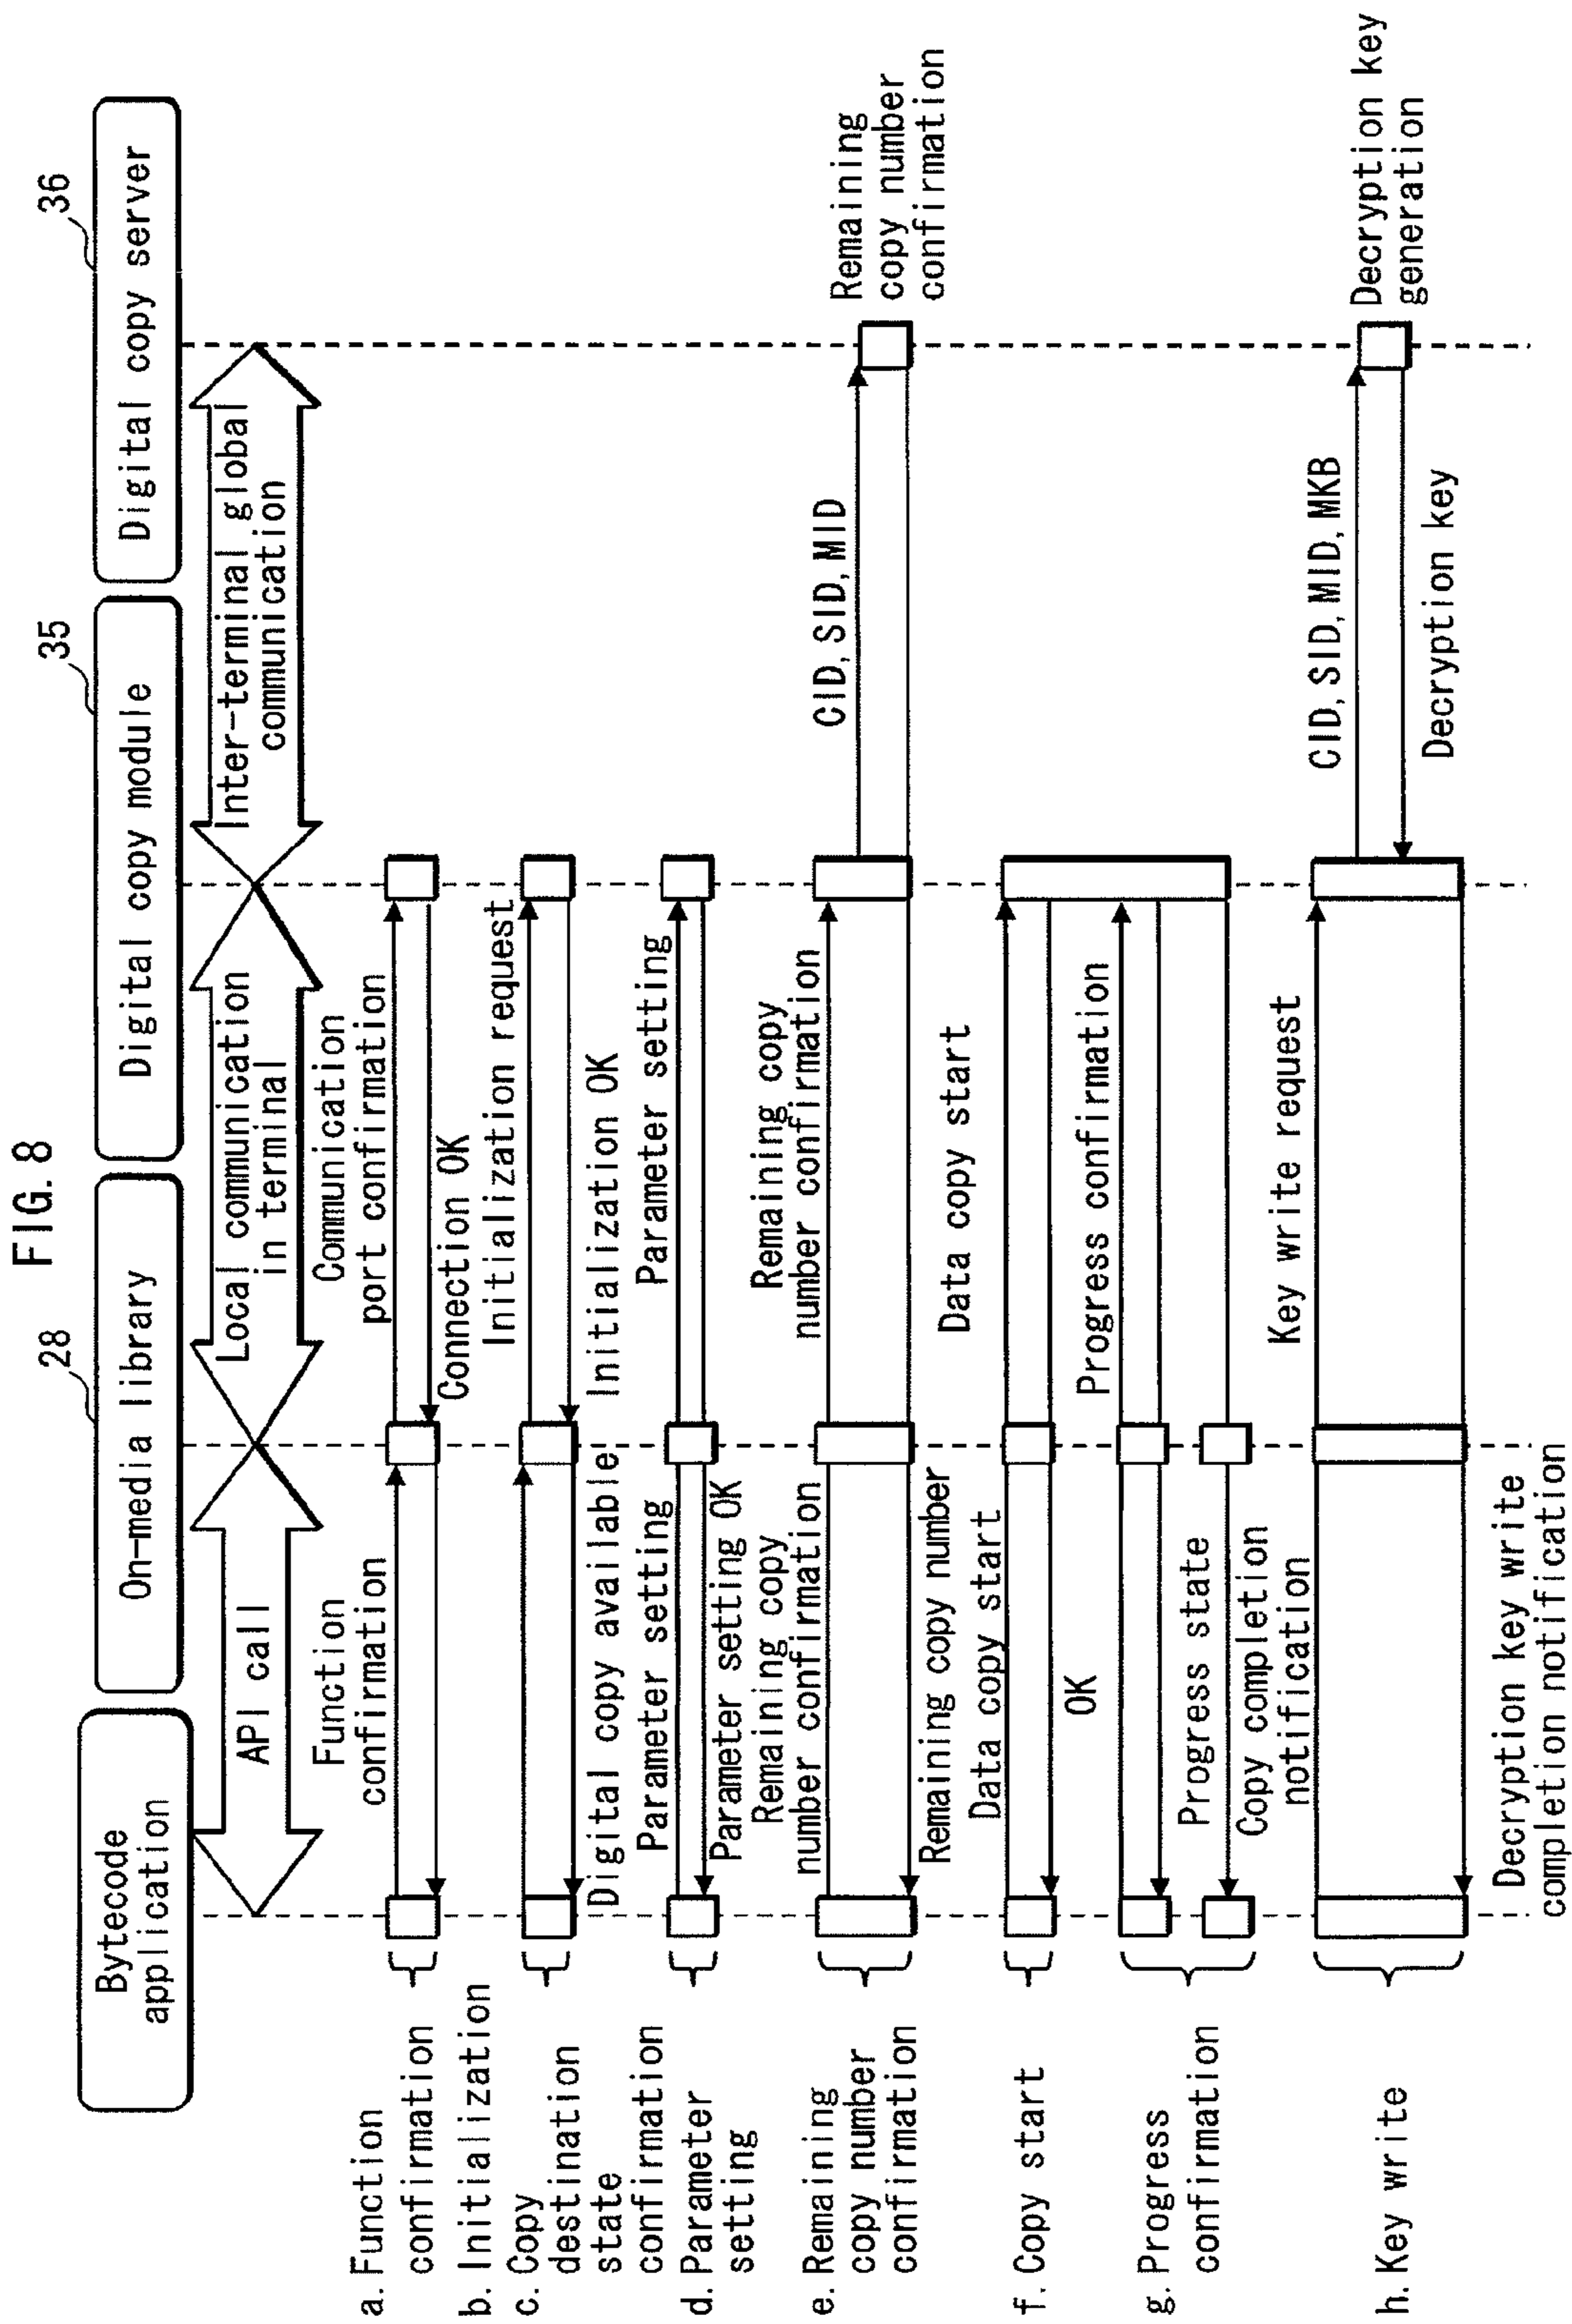 FIG. 8
28
35
36
Bytecode
application
On-media library
Digital copy module
Digital copy server
API call
Local communication
in terminal
Inter-terminal global
communication
a. Function
confirmation
Function
confirmation
Communication
port confirmation
Connection OK
b. Initialization
Initialization request
c. Copy
destination
state
confirmation
Initialization OK
Digital copy available
d. Parameter
setting
Parameter setting
Parameter setting
Parameter setting OK
e. Remaining
copy number
confirmation
Remaining copy
number confirmation
Remaining copy
number confirmation
CID, SID, MID
Remaining
copy number
confirmation
Remaining copy number
f. Copy start
Data copy start
Data copy start
OK
g. Progress
confirmation
Progress confirmation
Progress state
Copy completion
notification
h. Key write
Key write request
CID, SID, MID, MKB
Decryption key
generation
Decryption key
Decryption key write
completion notification